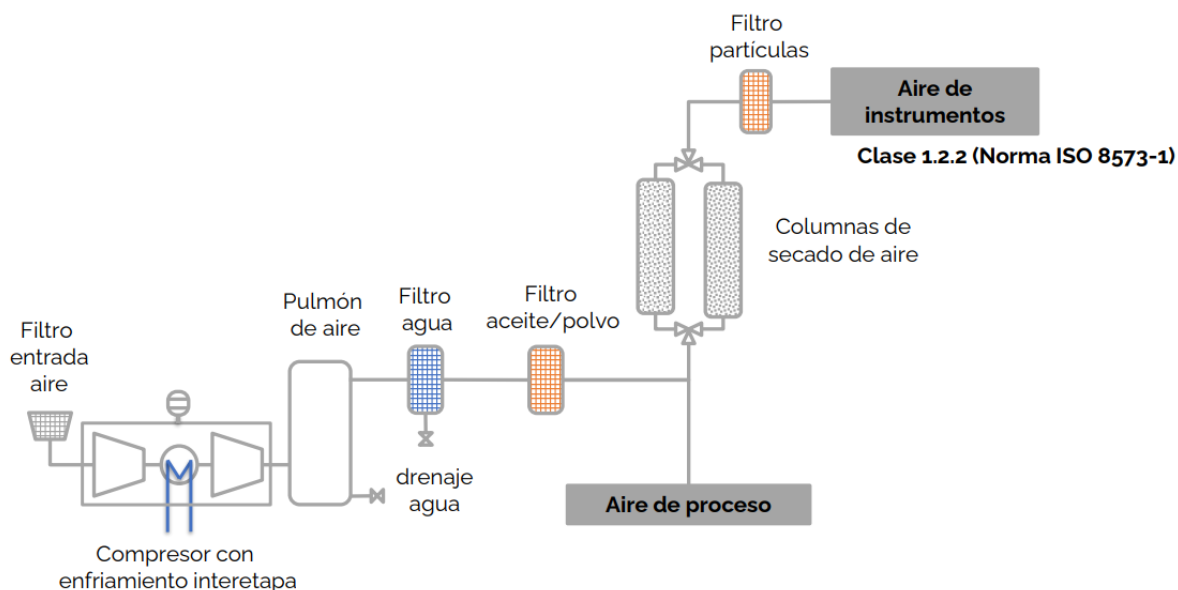 Filtro
partículas
Aire de
instrumentos
Clase 1.2.2 (Norma ISO 8573-1)
Columnas de
secado de aire
Filtro
entrada
aire
Pulmón
de aire
Filtro
agua
Filtro
aceite/polvo
drenaje
agua
Aire de proceso
Compresor con
enfriamiento interetapa